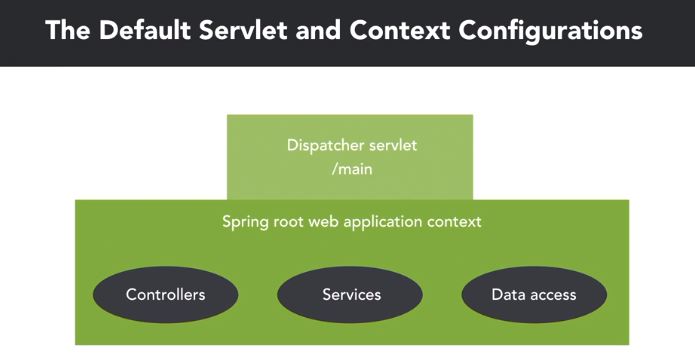 The Default Servlet and Context Configurations
Dispatcher servlet
/main
Spring root web application context
Controllers
Services
Data access